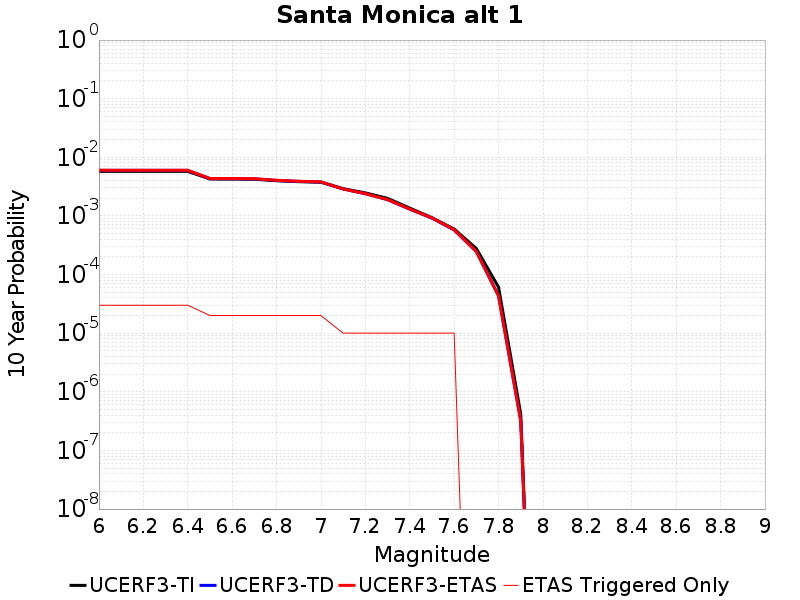 Santa Monica alt 1
10 Year Probability
10^0
10^-1
10^-2
10^-3
10^-4
10^-5
10^-6
10^-7
10^-8
6 6.2 6.4 6.6 6.8 7 7.2 7.4 7.6 7.8 8 8.2 8.4 8.6 8.8 9
Magnitude
UCERF3-TI UCERF3-TD UCERF3-ETAS ETAS Triggered Only